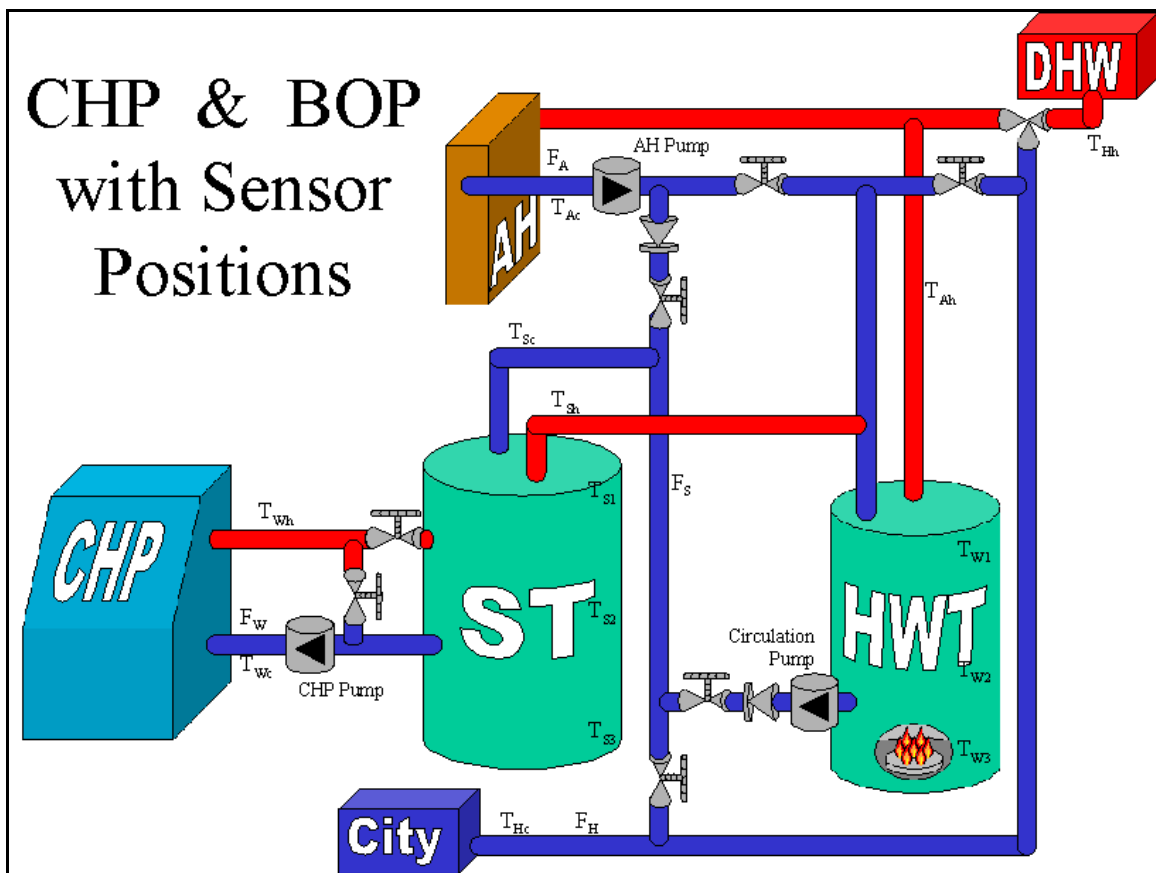 CHP & BOP
with Sensor
Positions
DHW
T_Hh
AH Pump
F_A
T_Ac
AH
T_Ah
T_Sc
T_Sh
T_S1
F_S
T_Wh
CHP
T_W1
ST
T_S2
HWT
F_W
T_Wc
CHP Pump
Circulation
Pump
T_W2
T_S3
T_W3
City
T_Hc
F_H